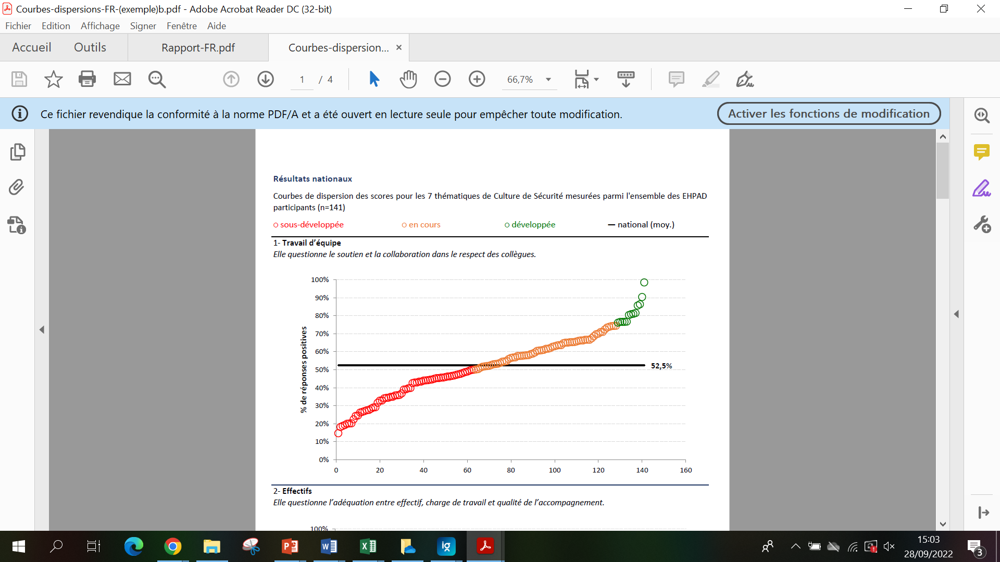 Courbes-dispersions-FR-(exemple)b.pdf - Adobe Acrobat Reader DC (32-bit)
Fichier Edition Affichage Signer Fenêtre Aide
Accueil Outils Rapport-FR.pdf Courbes-dispersion... ×
1 / 4 66,7%
Ce fichier revendique la conformité à la norme PDF/A et a été ouvert en lecture seule pour empêcher toute modification. Activer les fonctions de modification
Résultats nationaux
Courbes de dispersion des scores pour les 7 thématiques de Culture de Sécurité mesurées parmi l'ensemble des EHPAD
participants (n=141)
sous-développée en cours développée national (moy.)
1- Travail d’équipe
Elle questionne le soutien et la collaboration dans le respect des collègues.
% de réponses positives
100%
90%
80%
70%
60%
50%
40%
30%
20%
10%
0%
52,5%
0 20 40 60 80 100 120 140 160
2- Effectifs
Elle questionne l’adéquation entre effectif, charge de travail et qualité de l’accompagnement.
100%
15:03
28/09/2022
3
P W X ig